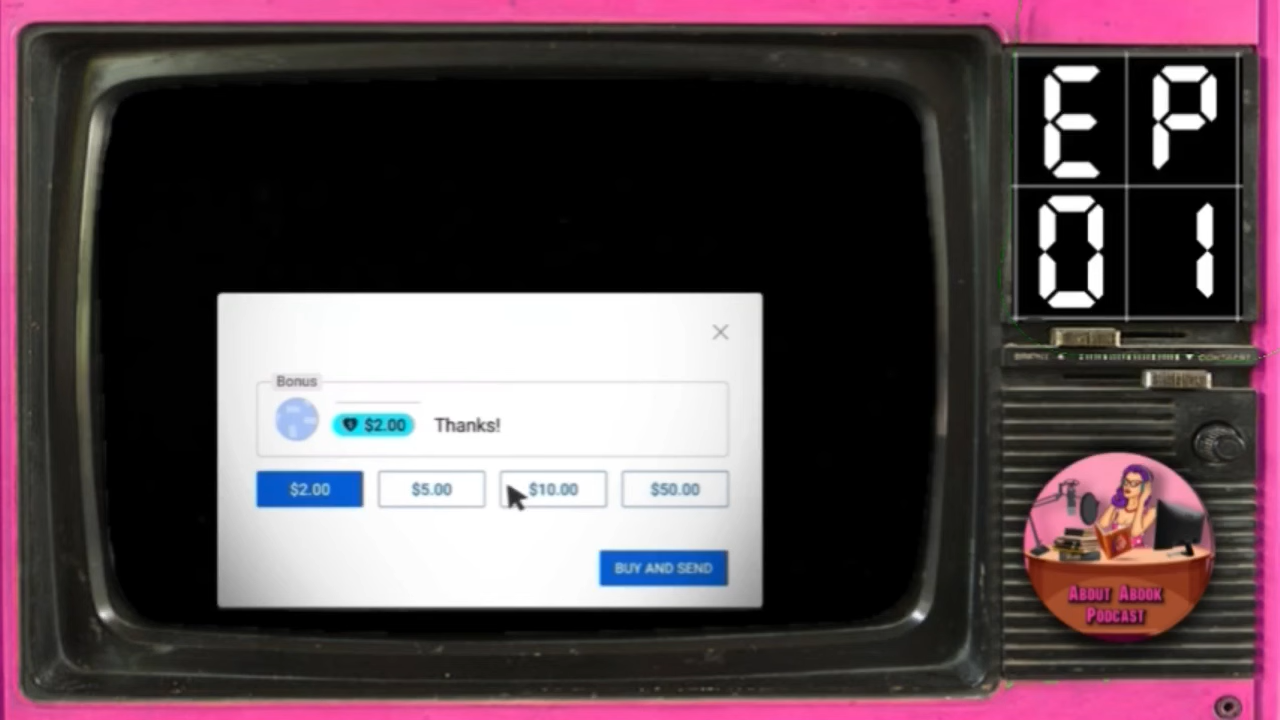 EP
01
Bonus
$2.00 Thanks!
$2.00 $5.00 $10.00 $50.00
BUY AND SEND
CONTRAST
About Abook
Podcast